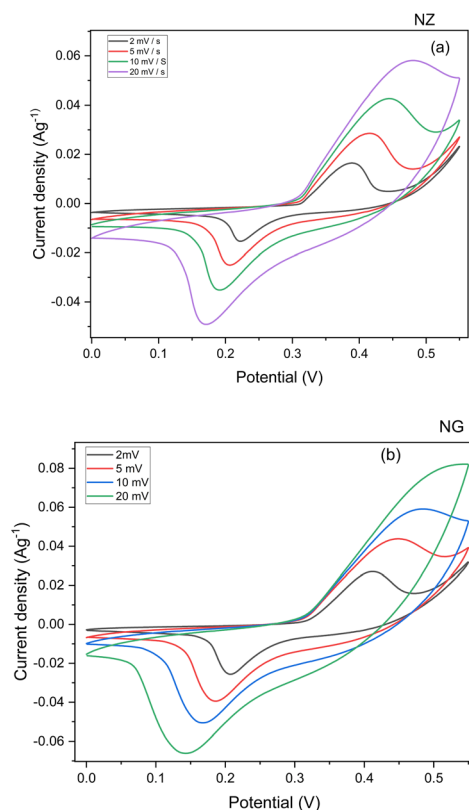 NZ
(a)
2 mV / s
5 mV / s
10 mV / S
20 mV / s
Current density (Ag-1)
0.06
0.04
0.02
0.00
-0.02
-0.04
0.0 0.1 0.2 0.3 0.4 0.5
Potential (V)
NG
(b)
2mV
5 mV
10 mV
20 mV
Current density (Ag-1)
0.08
0.06
0.04
0.02
0.00
-0.02
-0.04
-0.06
0.0 0.1 0.2 0.3 0.4 0.5
Potential (V)